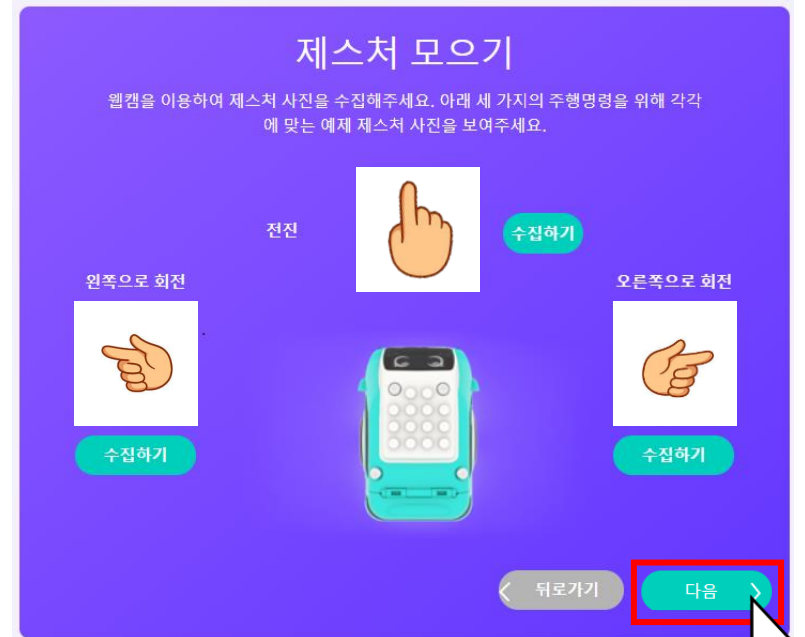 제스처 모으기
웹캠을 이용하여 제스처 사진을 수집해주세요. 아래 세 가지의 주행명령을 위해 각각
에 맞는 예제 제스처 사진을 보여주세요.
전진
수집하기
왼쪽으로 회전
오른쪽으로 회전
수집하기
수집하기
뒤로가기
다음